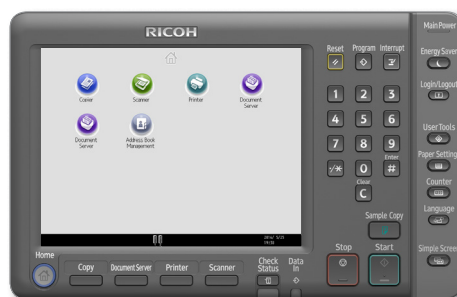 RICOH
Main Power
Reset Program Interrupt
Energy Saver
Copier Scanner Printer Document Server
Login/Logout
1 2 3
4 5 6
User Tools
Document Server Address Book Management
7 8 9
Paper Setting
Enter
·/* 0 #
Clear
C
Counter
Sample Copy
Language
Home
Copy Document Server Printer Scanner
Check Status
Data In
Stop Start
Simple Screen